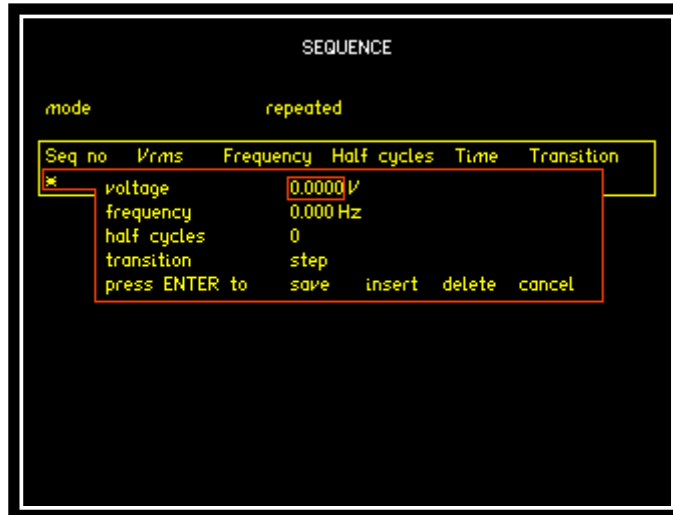 SEQUENCE
mode repeated
Seq no Vrms Frequency Half cycles Time Transition
*
voltage 0.0000 V
frequency 0.000 Hz
half cycles 0
transition step
press ENTER to save insert delete cancel